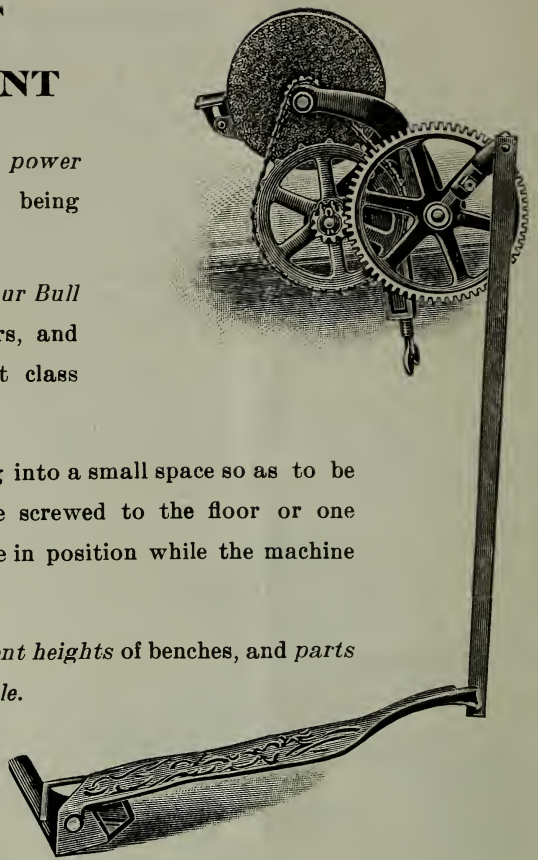 NT
power
being
ur Bull
rs, and
t class
into a small space so as to be
screwed to the floor or one
in position while the machine
nt heights of benches, and parts
le.